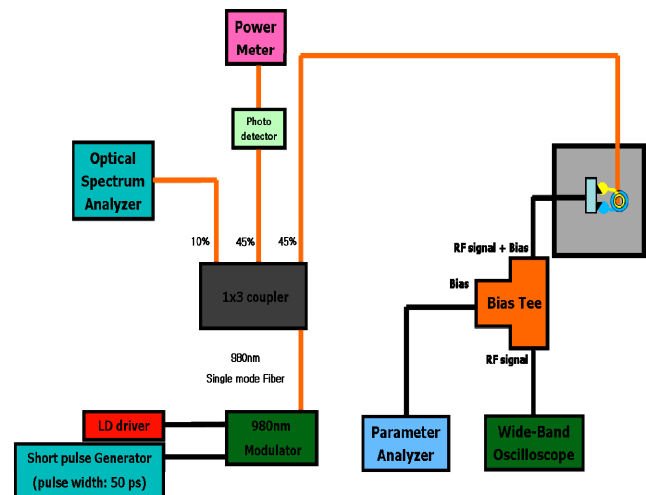 Power
Meter
Photo
detector
Optical
Spectrum
Analyzer
10% 45% 45%
RF signal + Bias
Bias
Bias Tee
1x3 coupler
RF signal
980nm
Single mode Fiber
LD driver
980nm
Modulator
Short pulse Generator
(pulse width: 50 ps)
Parameter
Analyzer
Wide-Band
Oscilloscope